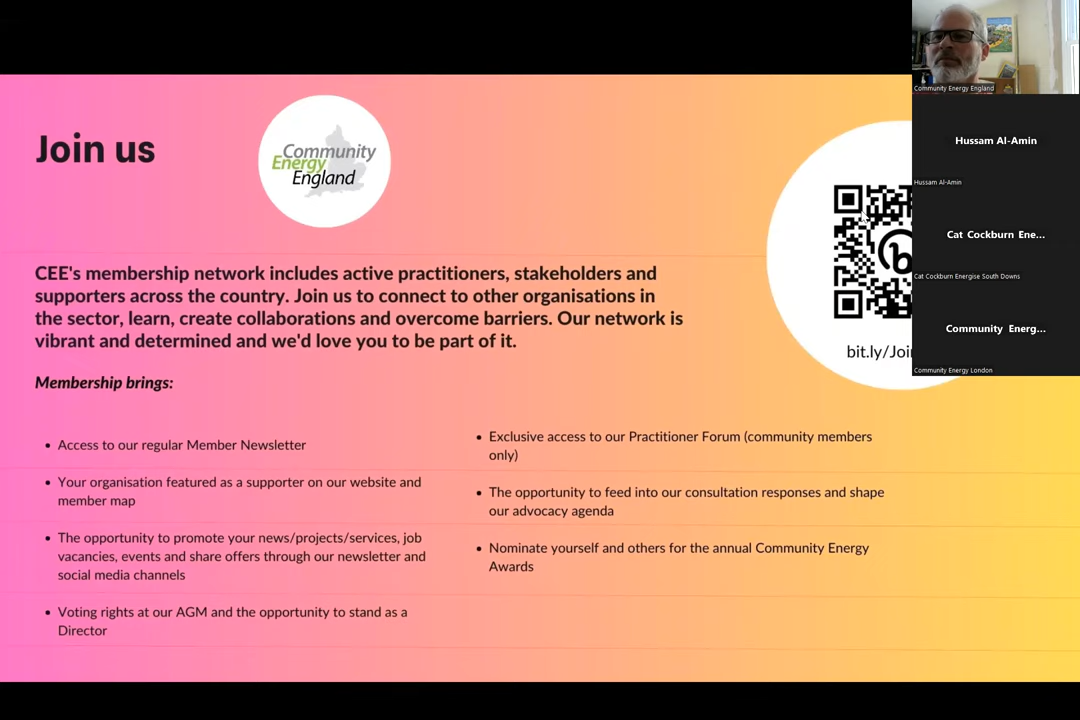 Join us
Community
Energy
England
CEE's membership network includes active practitioners, stakeholders and
supporters across the country. Join us to connect to other organisations in
the sector, learn, create collaborations and overcome barriers. Our network is
vibrant and determined and we'd love you to be part of it.
Membership brings:
Access to our regular Member Newsletter
Your organisation featured as a supporter on our website and
member map
The opportunity to promote your news/projects/services, job
vacancies, events and share offers through our newsletter and
social media channels
Voting rights at our AGM and the opportunity to stand as a
Director
Exclusive access to our Practitioner Forum (community members
only)
The opportunity to feed into our consultation responses and shape
our advocacy agenda
Nominate yourself and others for the annual Community Energy
Awards
b
bit.ly/Joi
Community Energy England
Hussam Al-Amin
Hussam Al-Amin
Cat Cockburn Ene...
Cat Cockburn Energise South Downs
Community Energ...
Community Energy London